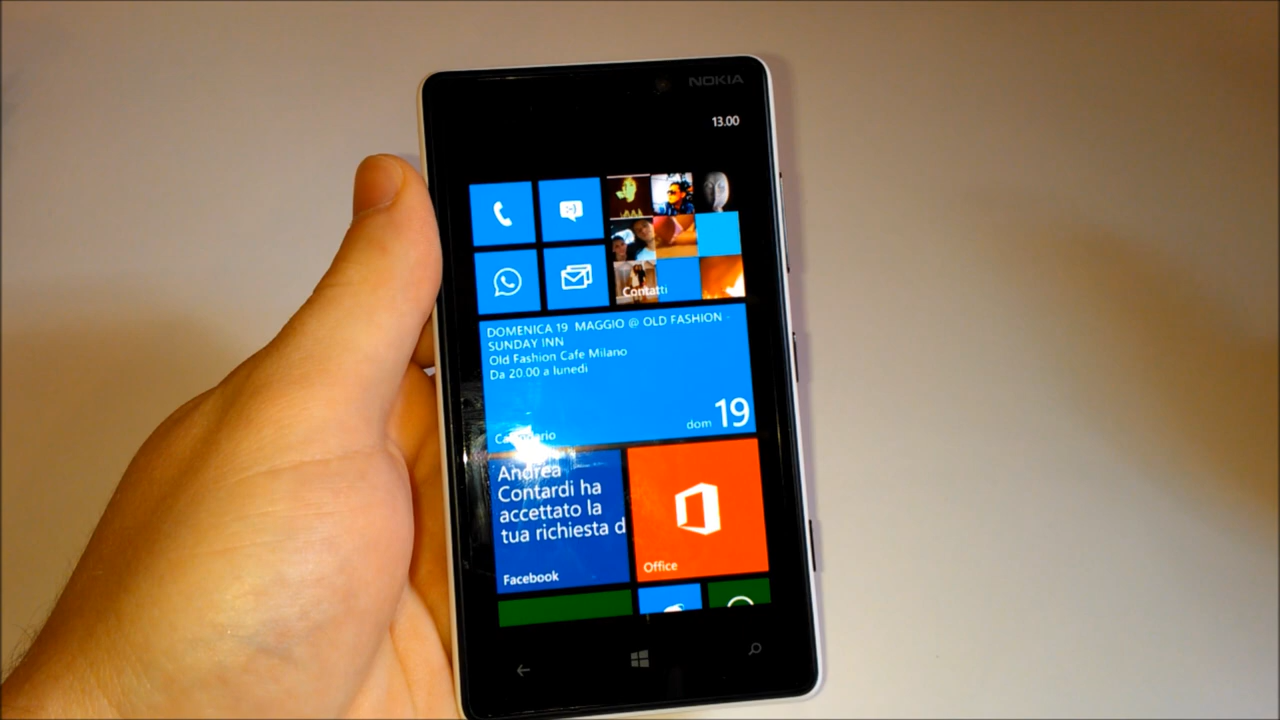 NOKIA
13.00
Contatti
DOMENICA 19 MAGGIO @ OLD FASHION -
SUNDAY INN
Old Fashion Cafe Milano
Da 20.00 a lunedì
dom 19
Calendario
Andrea
Contardi ha
accettato la
tua richiesta d
Facebook
Office